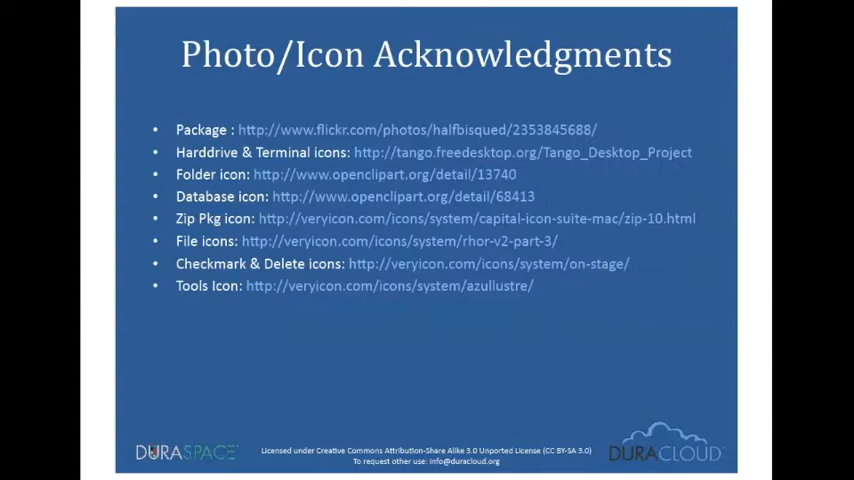 Photo/Icon Acknowledgments
• Package : http://www.flickr.com/photos/halfbisqued/2353845688/
• Harddrive & Terminal icons: http://tango.freedesktop.org/Tango_Desktop_Project
• Folder icon: http://www.openclipart.org/detail/13740
• Database icon: http://www.openclipart.org/detail/68413
• Zip Pkg icon: http://veryicon.com/icons/system/capital-icon-suite-mac/zip-10.html
• File icons: http://veryicon.com/icons/system/rhor-v2-part-3/
• Checkmark & Delete icons: http://veryicon.com/icons/system/on-stage/
• Tools Icon: http://veryicon.com/icons/system/azullustre/
DURASPACE
Licensed under Creative Commons Attribution-Share Alike 3.0 Unported License (CC BY-SA 3.0)
To request other use: info@duracloud.org
DURACLOUD